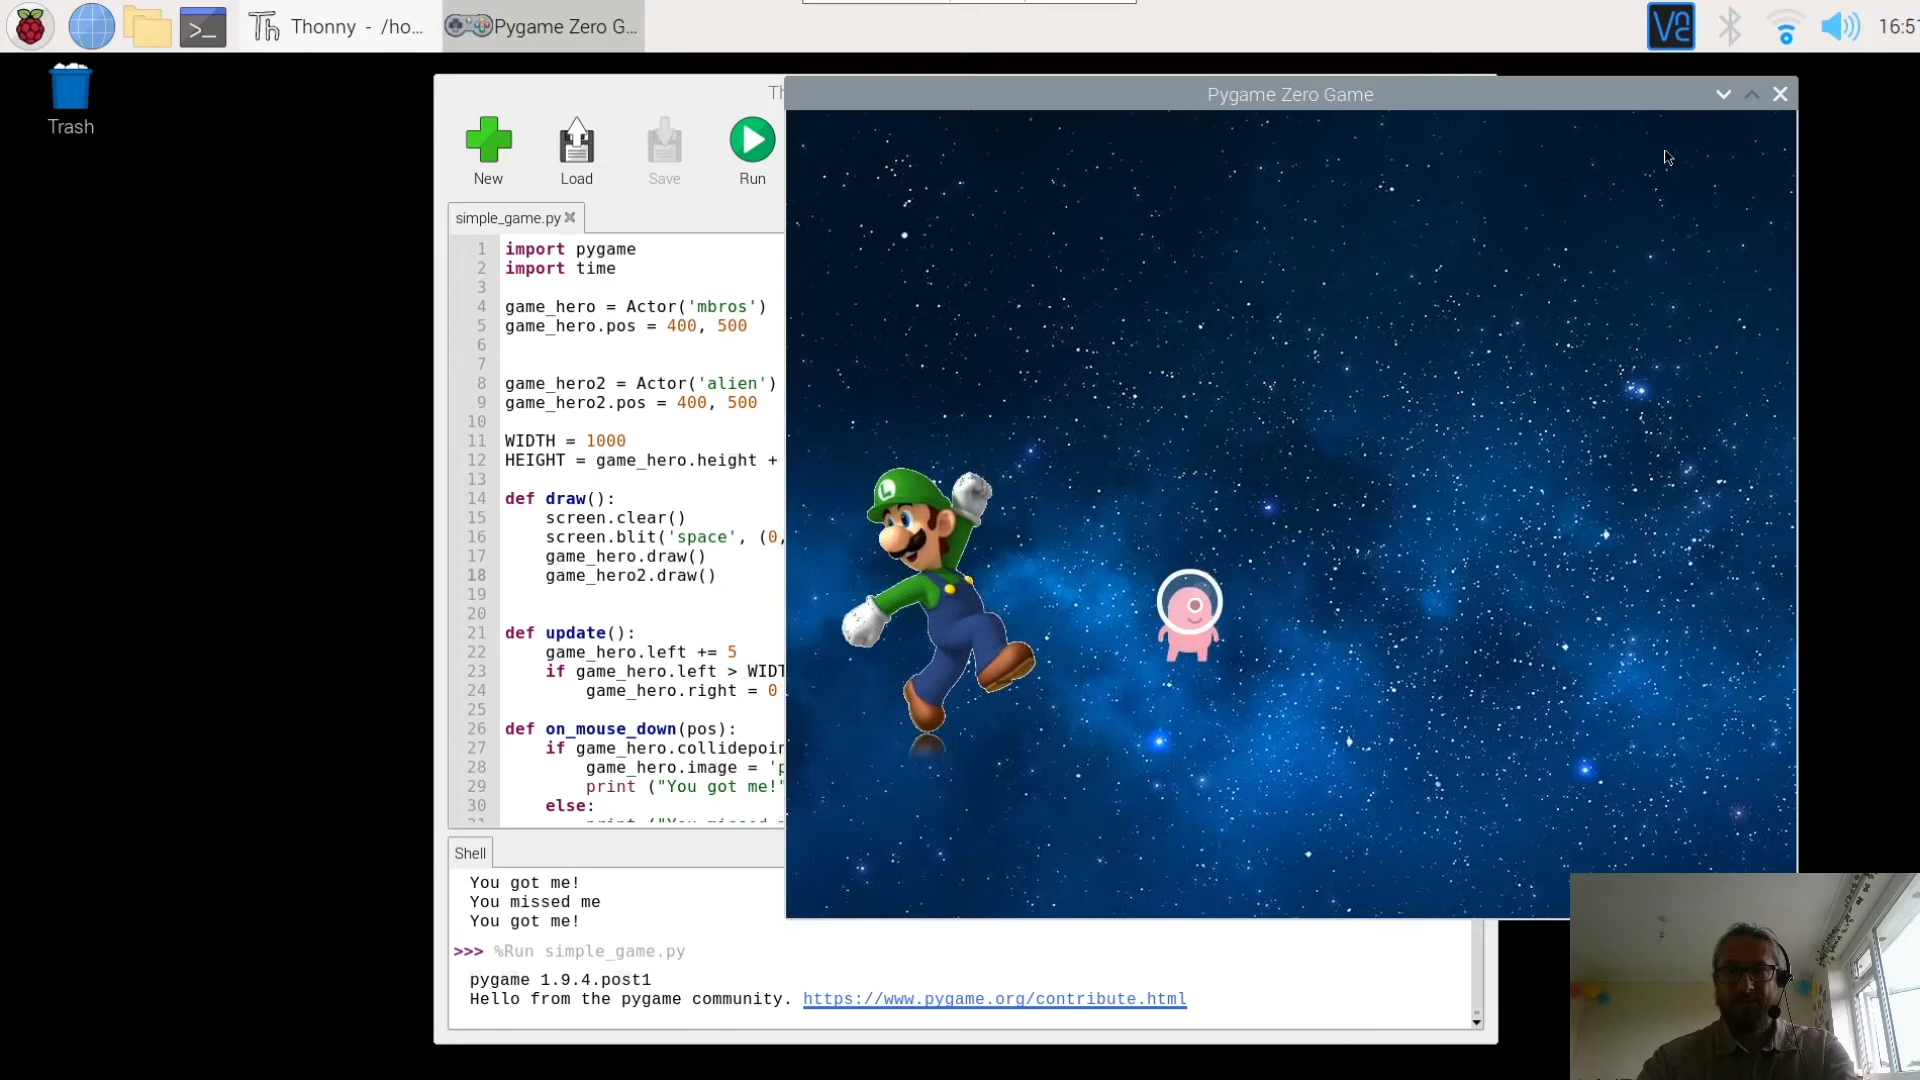 Thonny - /ho...
Pygame Zero G...
16:5
Trash
Th
Pygame Zero Game
New
Load
Save
Run
simple_game.py
1 import pygame
2 import time
3
4 game_hero = Actor('mbros')
5 game_hero.pos = 400, 500
6
7
8 game_hero2 = Actor('alien')
9 game_hero2.pos = 400, 500
10
11 WIDTH = 1000
12 HEIGHT = game_hero.height +
13
14 def draw():
15 screen.clear()
16 screen.blit('space', (0,
17 game_hero.draw()
18 game_hero2.draw()
19
20
21 def update():
22 game_hero.left += 5
23 if game_hero.left > WIDT
24 game_hero.right = 0
25
26 def on_mouse_down(pos):
27 if game_hero.collidepoin
28 game_hero.image = 'p
29 print ("You got me!"
30 else:
L
Shell
You got me!
You missed me
You got me!
>>> %Run simple_game.py
pygame 1.9.4.post1
Hello from the pygame community. https://www.pygame.org/contribute.html